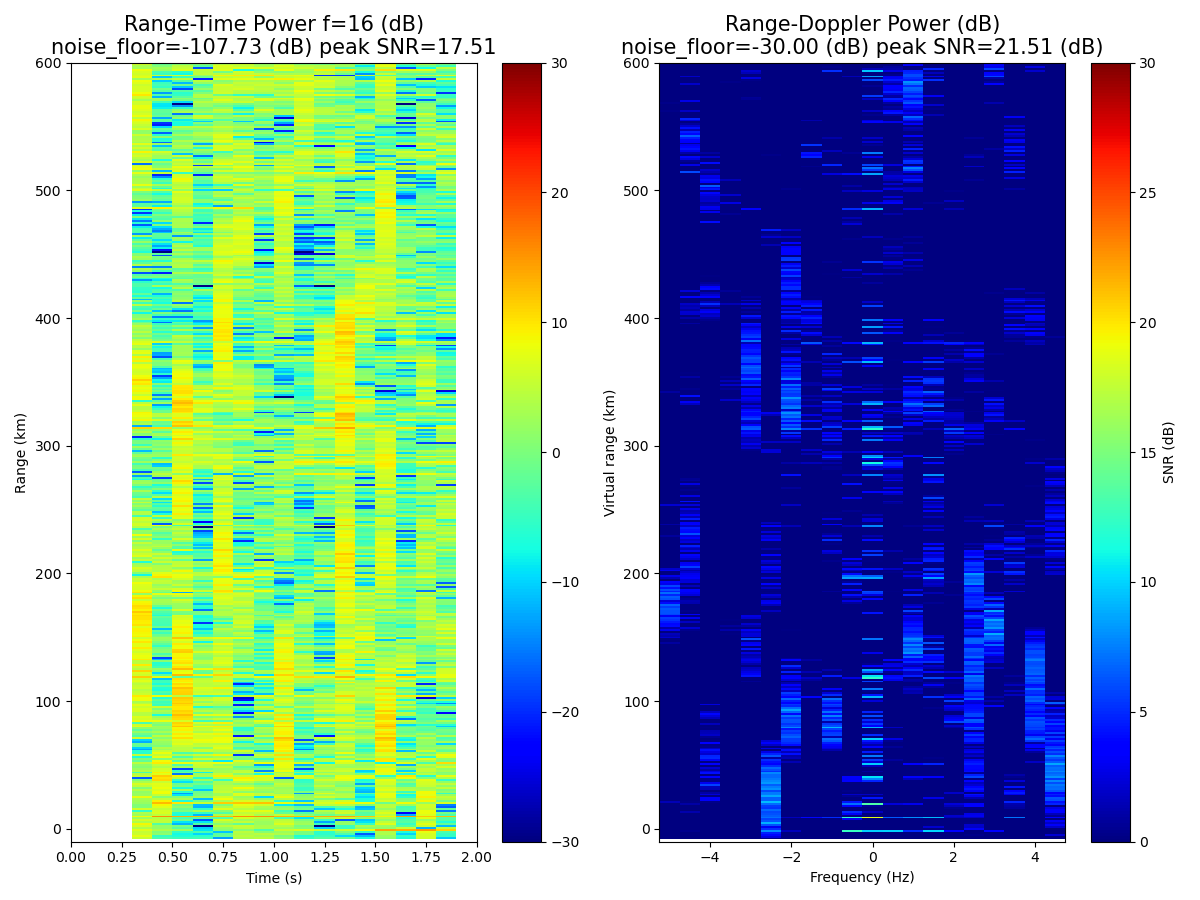 Range-Time Power f=16 (dB)
noise_floor=-107.73 (dB) peak SNR=17.51
Range-Doppler Power (dB)
noise_floor=-30.00 (dB) peak SNR=21.51 (dB)
Range (km)
600
500
400
300
200
100
0
0.00 0.25 0.50 0.75 1.00 1.25 1.50 1.75 2.00
Time (s)
30
20
10
0
−10
−20
−30
Virtual range (km)
600
500
400
300
200
100
0
−4 −2 0 2 4
Frequency (Hz)
30
25
20
15
10
5
0
SNR (dB)